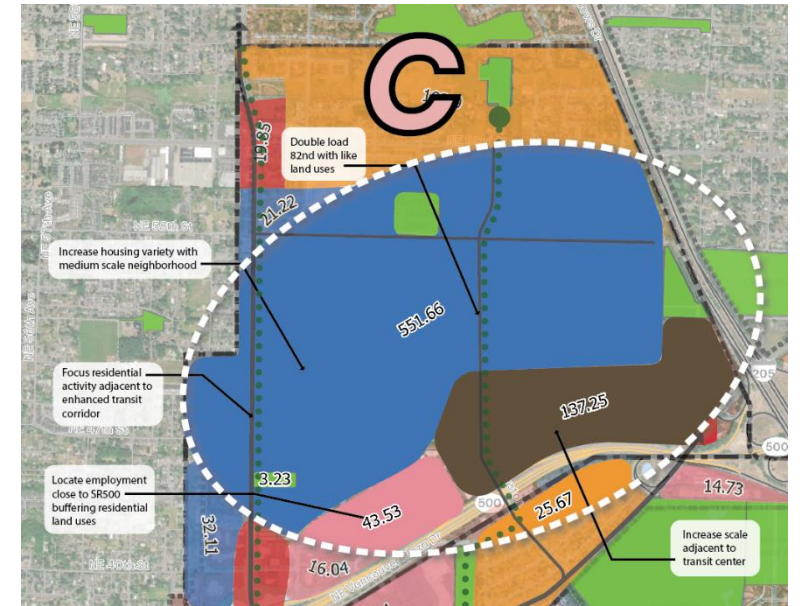 C
19.85
Double load
82nd with like
land uses
21.22
NE 58th St
Increase housing variety with
medium scale neighborhood
551.66
Focus residential
activity adjacent to
enhanced transit
corridor
205
137.25
500
Locate employment
close to SR500
buffering residential
land uses
3.23
43.53
500
25.67
14.73
32.11
16.04
Increase scale
adjacent to
transit center